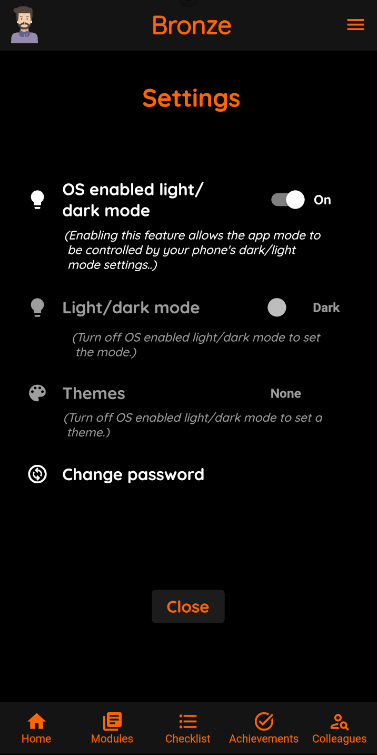 Bronze
Settings
OS enabled light/
dark mode
On
(Enabling this feature allows the app mode to
be controlled by your phone's dark/light
mode settings..)
Light/dark mode
Dark
(Turn off OS enabled light/dark mode to set
the mode.)
Themes
None
(Turn off OS enabled light/dark mode to set a
theme.)
Change password
Close
Home
Modules
Checklist
Achievements
Colleagues